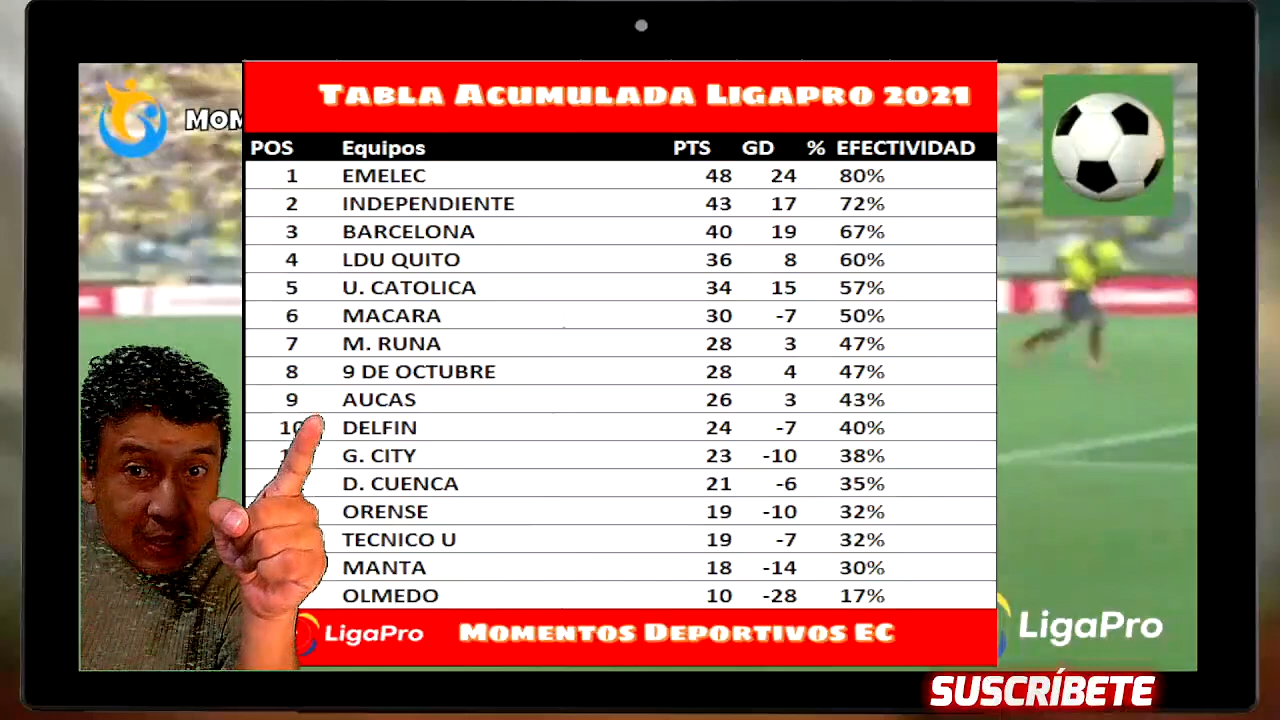 MOM
TABLA ACUMULADA LIGAPRO 2021
POS Equipos PTS GD % EFECTIVIDAD
1 EMELEC 48 24 80%
2 INDEPENDIENTE 43 17 72%
3 BARCELONA 40 19 67%
4 LDU QUITO 36 8 60%
5 U. CATOLICA 34 15 57%
6 MACARA 30 -7 50%
7 M. RUNA 28 3 47%
8 9 DE OCTUBRE 28 4 47%
9 AUCAS 26 3 43%
10 DELFIN 24 -7 40%
G. CITY 23 -10 38%
D. CUENCA 21 -6 35%
ORENSE 19 -10 32%
TECNICO U 19 -7 32%
MANTA 18 -14 30%
OLMEDO 10 -28 17%
LigaPro MOMENTOS DEPORTIVOS EC
LigaPro
SUSCRÍBETE